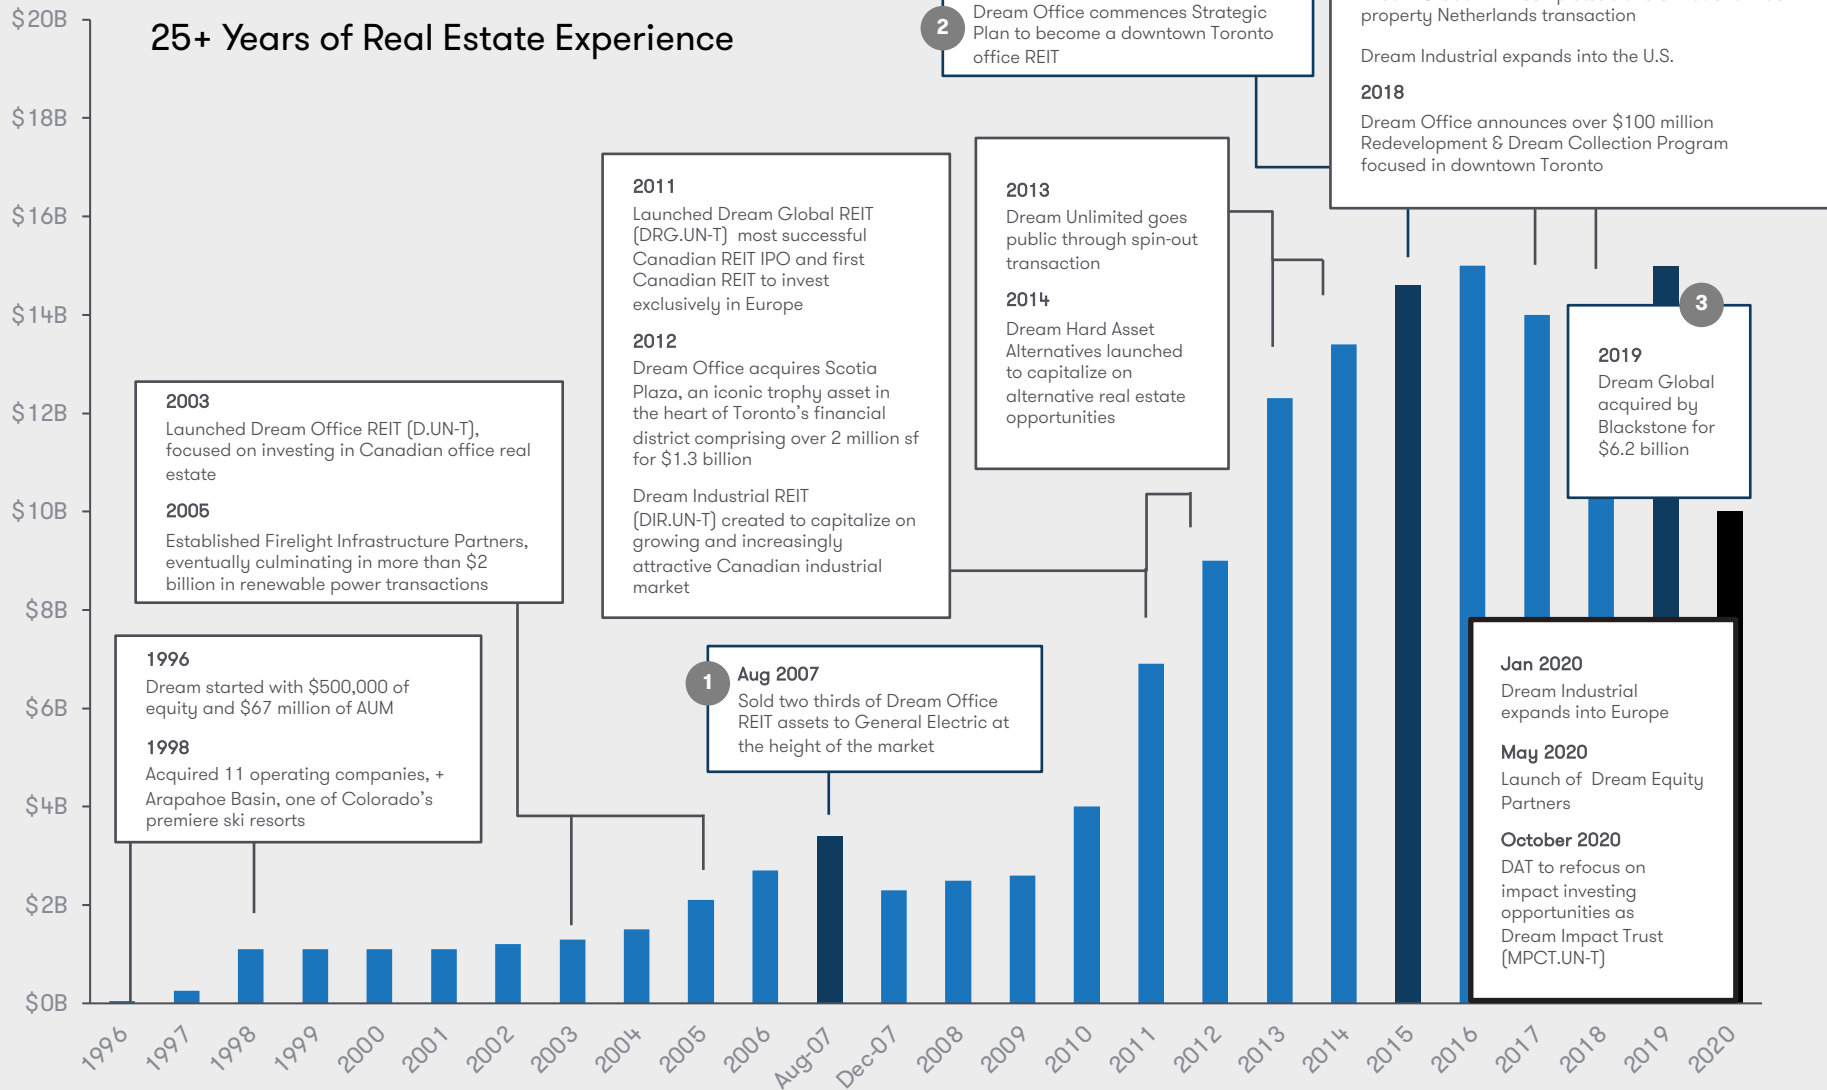 25+ Years of Real Estate Experience
$20B
$18B
$16B
$14B
$12B
$10B
$8B
$6B
$4B
$2B
$0B
1996
Dream started with $500,000 of
equity and $67 million of AUM
1998
Acquired 11 operating companies, +
Arapahoe Basin, one of Colorado's
premiere ski resorts
2003
Launched Dream Office REIT (D.UN-T),
focused on investing in Canadian office real
estate
2005
Established Firelight Infrastructure Partners,
eventually culminating in more than $2
billion in renewable power transactions
1
Aug 2007
Sold two thirds of Dream Office
REIT assets to General Electric at
the height of the market
2011
Launched Dream Global REIT
(DRG.UN-T) most successful
Canadian REIT IPO and first
Canadian REIT to invest
exclusively in Europe
2012
Dream Office acquires Scotia
Plaza, an iconic trophy asset in
the heart of Toronto's financial
district comprising over 2 million sf
for $1.3 billion
Dream Industrial REIT
(DIR.UN-T) created to capitalize on
growing and increasingly
attractive Canadian industrial
market
2013
Dream Unlimited goes
public through spin-out
transaction
2014
Dream Hard Asset
Alternatives launched
to capitalize on
alternative real estate
opportunities
2
Dream Office commences Strategic
Plan to become a downtown Toronto
office REIT
property Netherlands transaction
Dream Industrial expands into the U.S.
2018
Dream Office announces over $100 million
Redevelopment & Dream Collection Program
focused in downtown Toronto
3
2019
Dream Global
acquired by
Blackstone for
$6.2 billion
Jan 2020
Dream Industrial
expands into Europe
May 2020
Launch of Dream Equity
Partners
October 2020
DAT to refocus on
impact investing
opportunities as
Dream Impact Trust
(MPCT.UN-T)
1996
1997
1998
1999
2000
2001
2002
2003
2004
2005
2006
Aug-07
Dec-07
2008
2009
2010
2011
2012
2013
2014
2015
2016
2017
2018
2019
2020